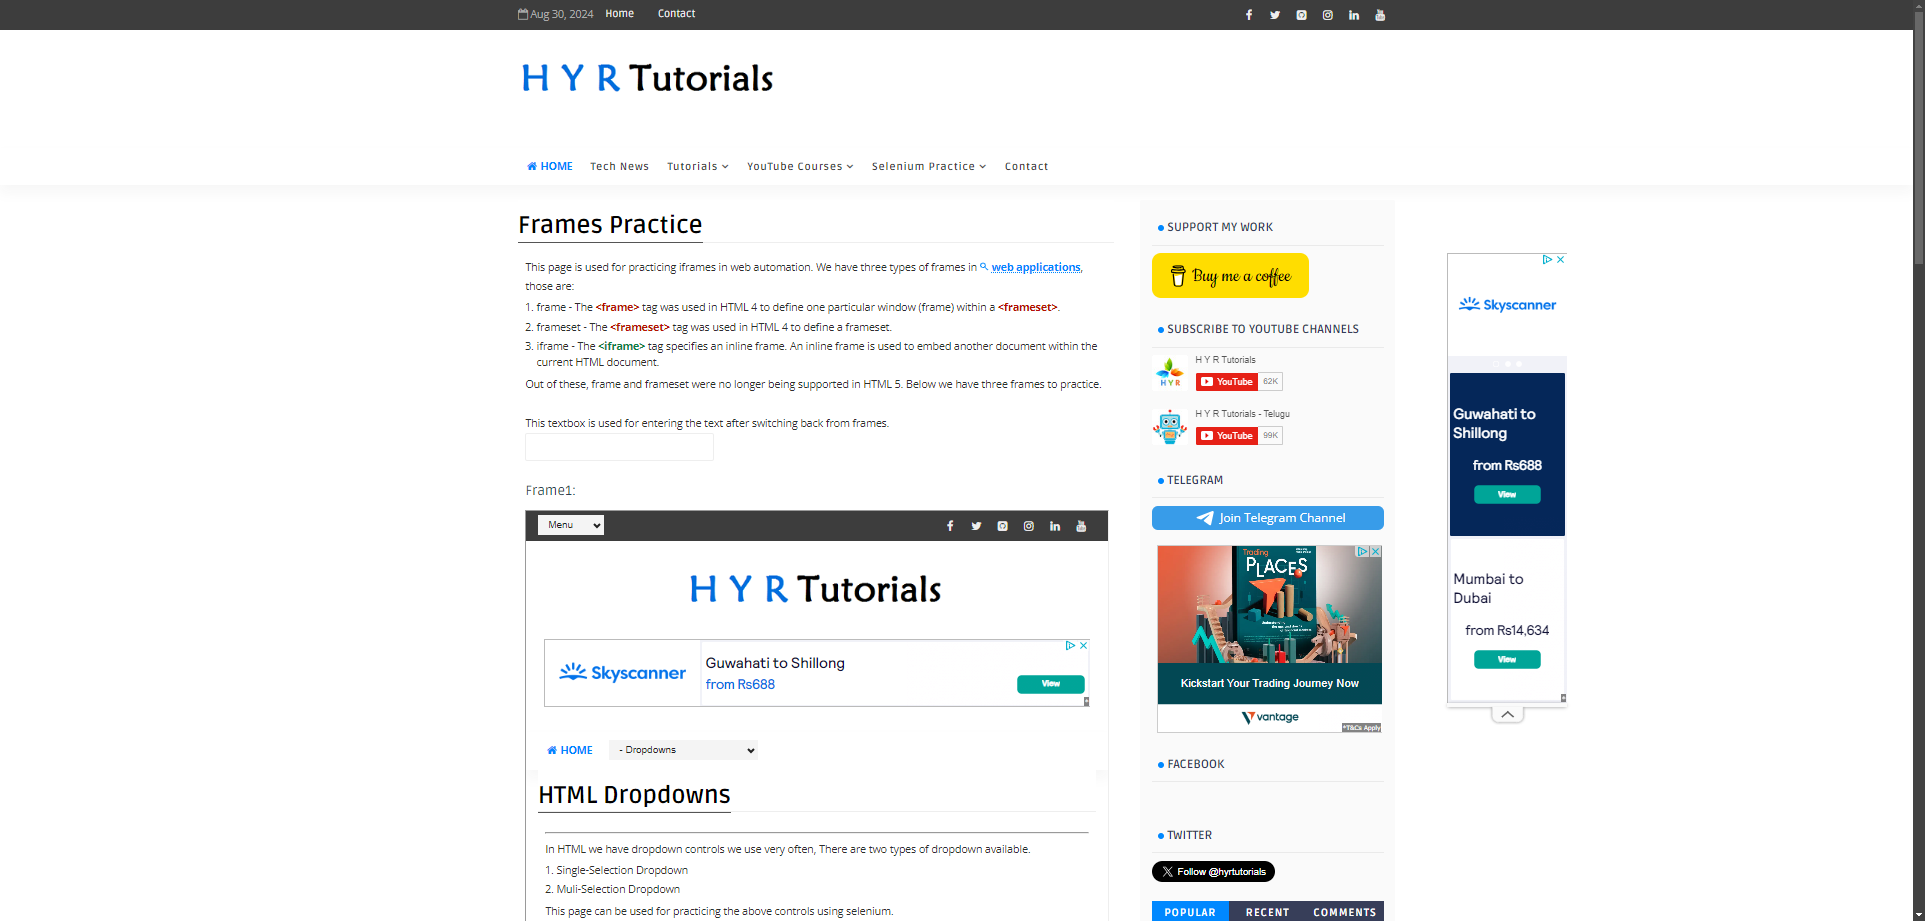 Aug 30, 2024 Home Contact
H Y R Tutorials
HOME Tech News Tutorials YouTube Courses Selenium Practice Contact
Frames Practice
This page is used for practicing iframes in web automation. We have three types of frames in web applications,
those are:
1. frame - The <frame> tag was used in HTML 4 to define one particular window (frame) within a <frameset>.
2. frameset - The <frameset> tag was used in HTML 4 to define a frameset.
3. iframe - The <iframe> tag specifies an inline frame. An inline frame is used to embed another document within the
current HTML document.
Out of these, frame and frameset were no longer being supported in HTML 5. Below we have three frames to practice.
This textbox is used for entering the text after switching back from frames.
Frame1:
Menu
H Y R Tutorials
Skyscanner
Guwahati to Shillong
from Rs688
View
HOME - Dropdowns
HTML Dropdowns
In HTML we have dropdown controls we use very often, There are two types of dropdown available.
1. Single-Selection Dropdown
2. Muli-Selection Dropdown
This page can be used for practicing the above controls using selenium.
SUPPORT MY WORK
Buy me a coffee
SUBSCRIBE TO YOUTUBE CHANNELS
H Y R Tutorials
HYR
YouTube 62K
H Y R Tutorials - Telugu
YouTube 99K
TELEGRAM
Join Telegram Channel
Trading
PLACES
Kickstart Your Trading Journey Now
vantage
*T&Cs Apply
FACEBOOK
TWITTER
Follow @hyrtutorials
POPULAR RECENT COMMENTS
Skyscanner
Guwahati to
Shillong
from Rs688
View
Mumbai to
Dubai
from Rs14,634
View